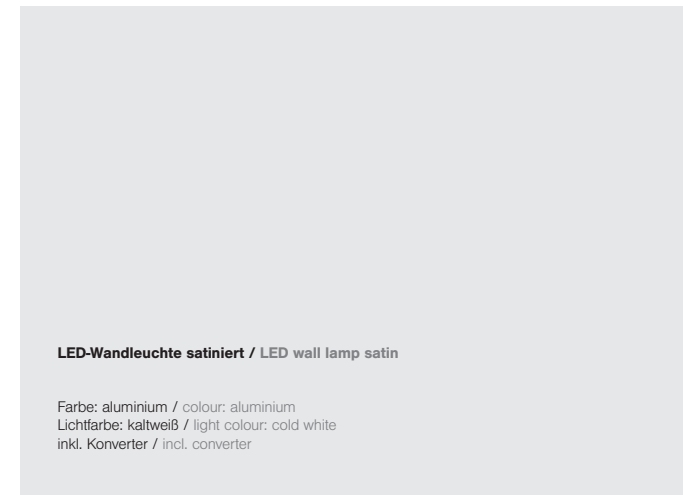 LED-Wandleuchte satiniert / LED wall lamp satin
Farbe: aluminium / colour: aluminium
Lichtfarbe: kaltweiß / light colour: cold white
inkl. Konverter / incl. converter